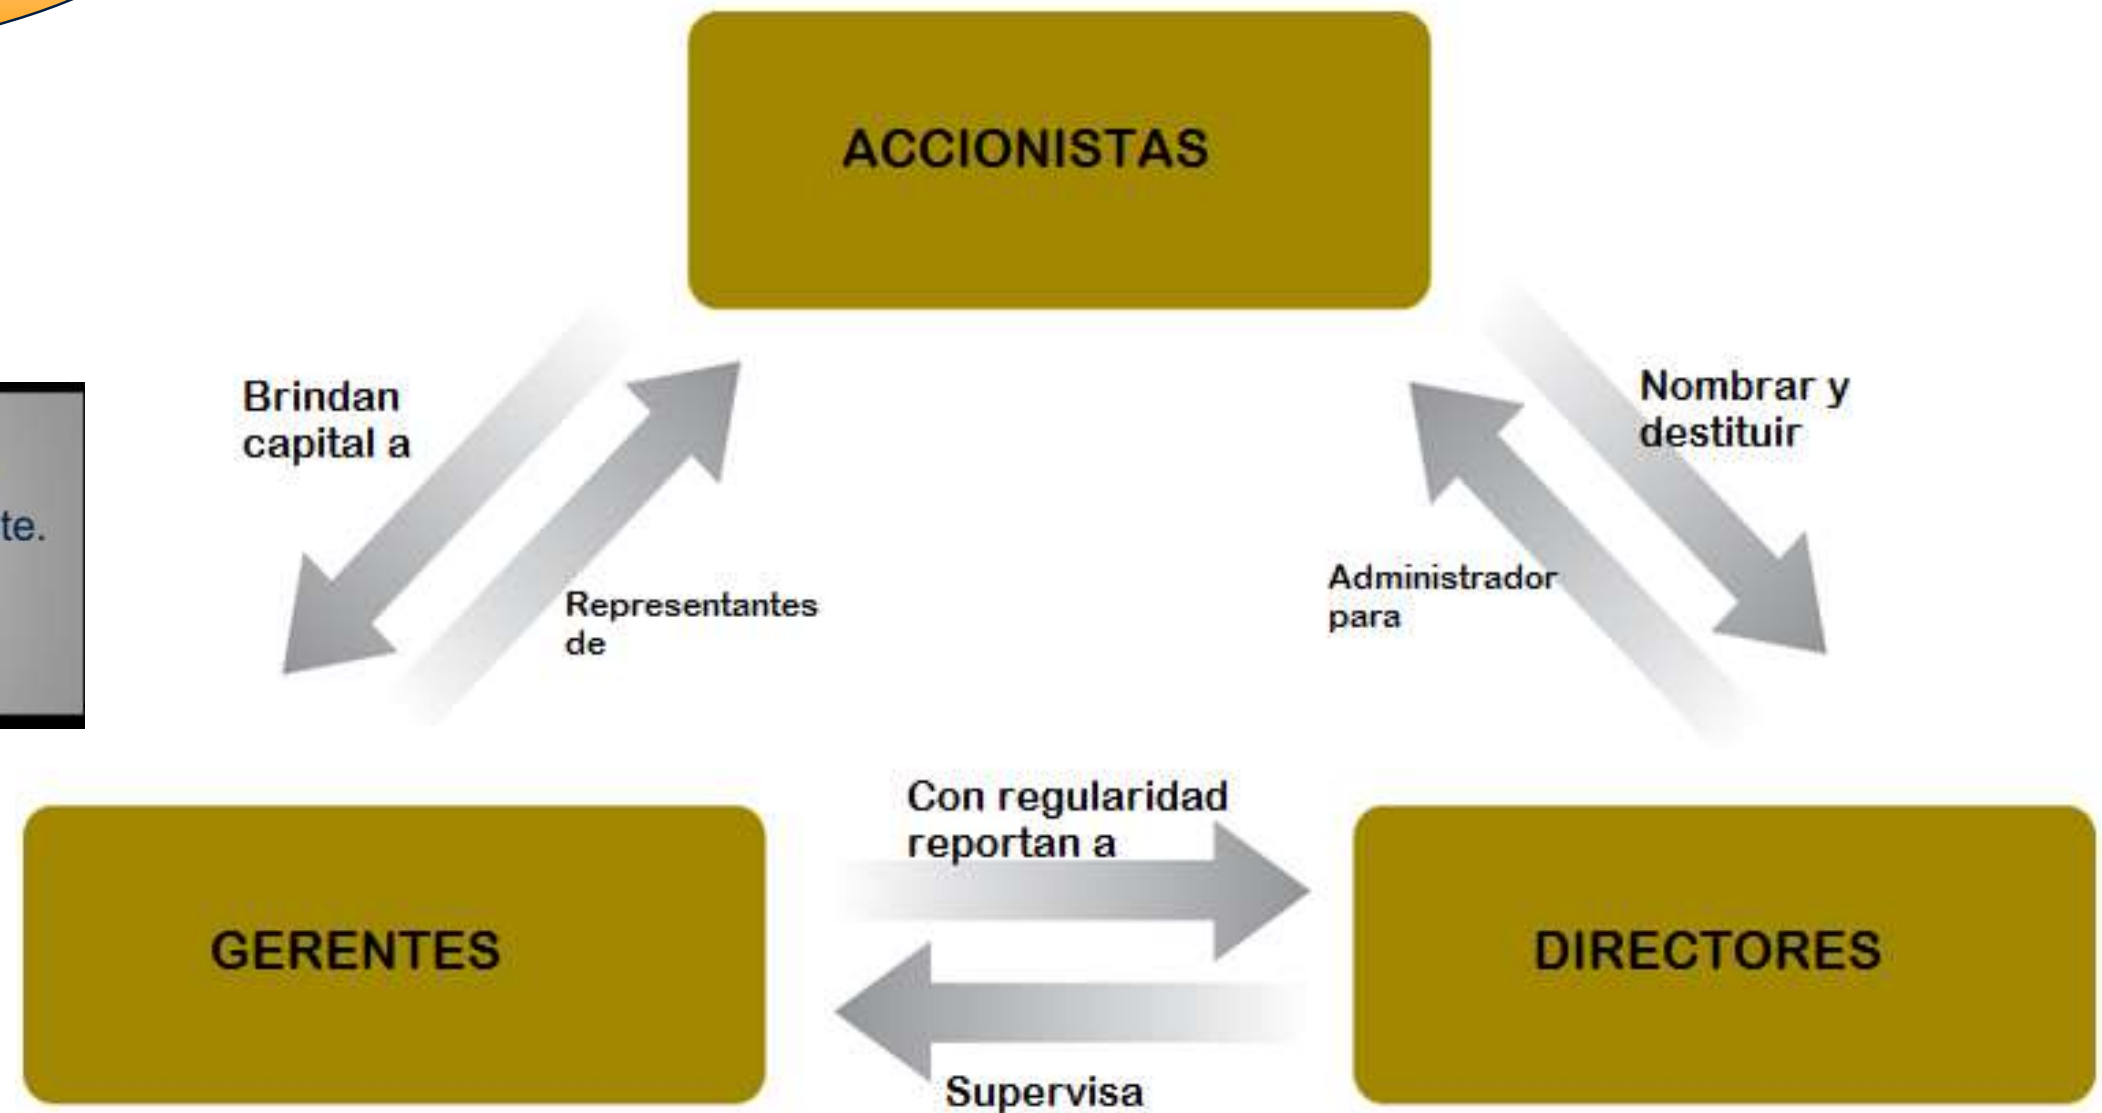 ACCIONISTAS
Brindan
capital a
Nombrar y
destituir
te.
Representantes
de
Administrador
para
Con regularidad
reportan a
GERENTES
DIRECTORES
Supervisa